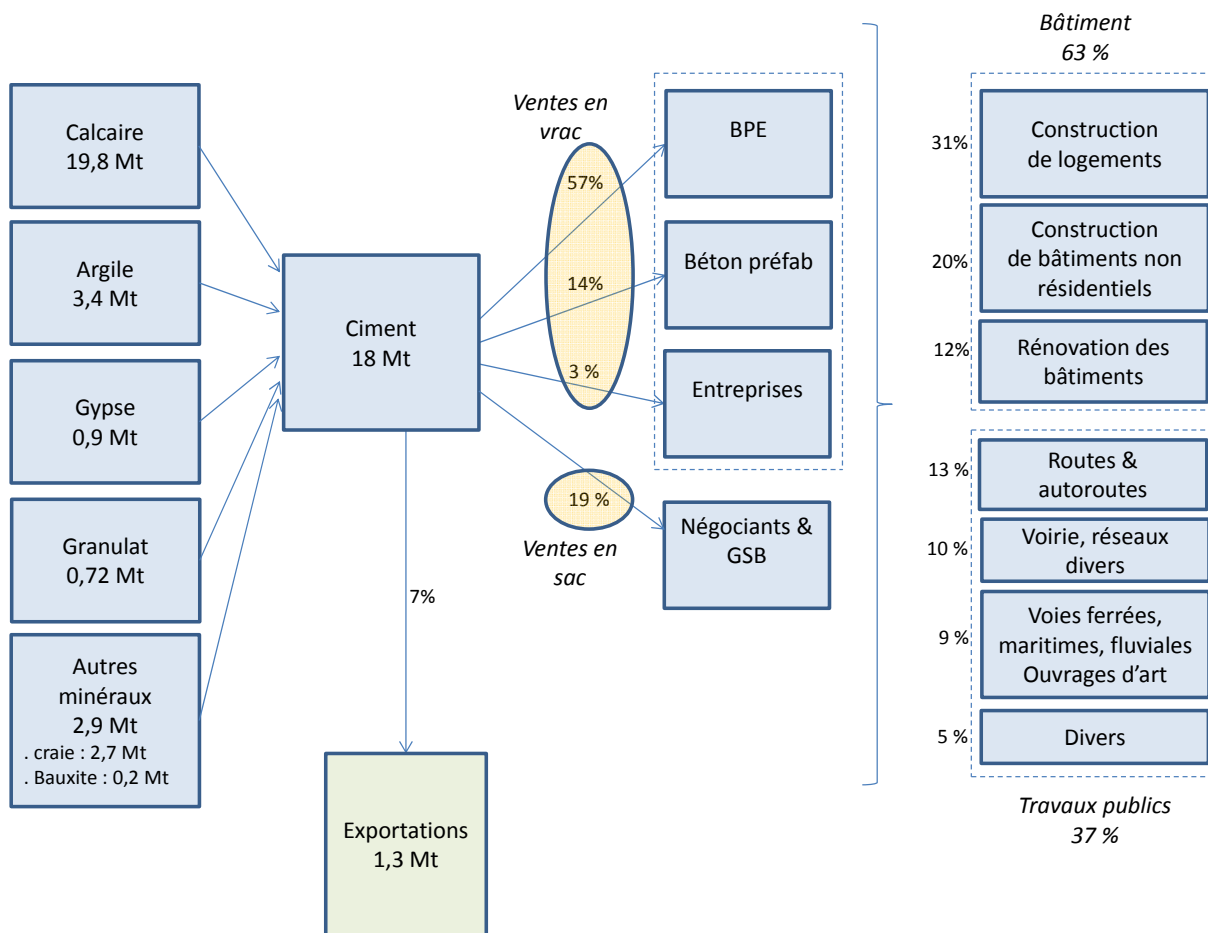 Calcaire
19,8 Mt
Argile
3,4 Mt
Gypse
0,9 Mt
Granulat
0,72 Mt
Autres
minéraux
2,9 Mt
. craie : 2,7 Mt
. Bauxite : 0,2 Mt
Ciment
18 Mt
7%
Exportations
1,3 Mt
Ventes en
vrac
57%
14%
3 %
19 %
Ventes en
sac
BPE
Béton préfab
Entreprises
Négociants &
GSB
Bâtiment
63 %
31%
Construction
de logements
20%
Construction
de bâtiments non
résidentiels
12%
Rénovation des
bâtiments
13 %
Routes &
autoroutes
10 %
Voirie, réseaux
divers
9 %
Voies ferrées,
maritimes, fluviales
Ouvrages d’art
5 %
Divers
Travaux publics
37 %